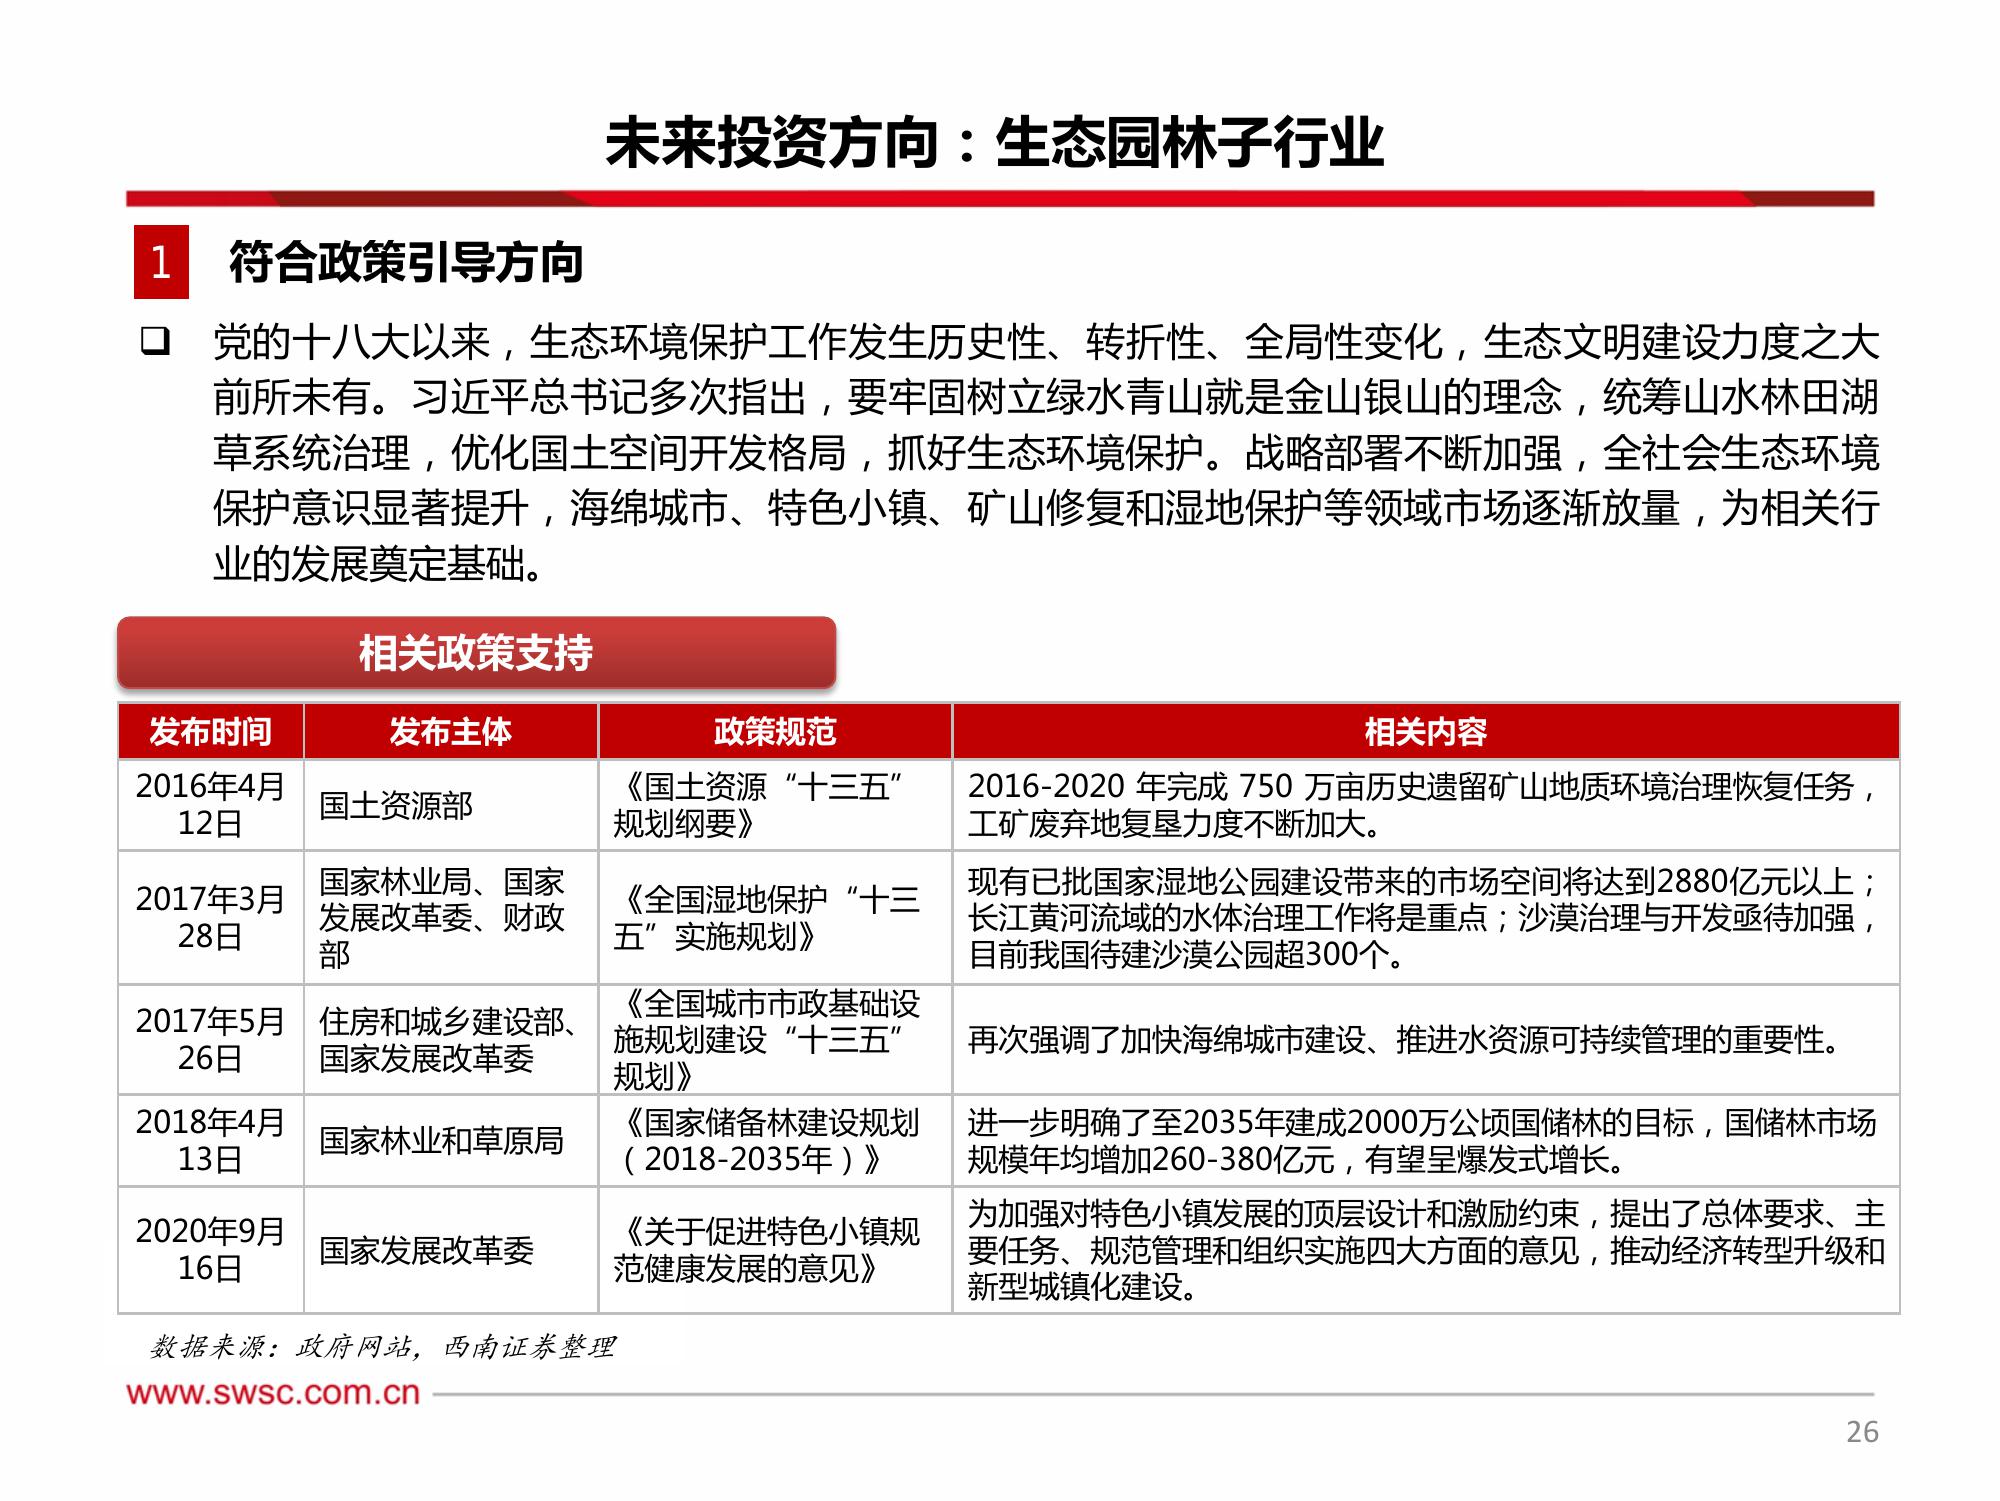 未来投资方向：生态园林子行业
1 符合政策引导方向
❑ 党的十八大以来，生态环境保护工作发生历史性、转折性、全局性变化，生态文明建设力度之大
前所未有。习近平总书记多次指出，要牢固树立绿水青山就是金山银山的理念，统筹山水林田湖
草系统治理，优化国土空间开发格局，抓好生态环境保护。战略部署不断加强，全社会生态环境
保护意识显著提升，海绵城市、特色小镇、矿山修复和湿地保护等领域市场逐渐放量，为相关行
业的发展奠定基础。
相关政策支持
发布时间 发布主体 政策规范 相关内容
2016年4月
12日
国土资源部
《国土资源“十三五”
规划纲要》
2016-2020 年完成 750 万亩历史遗留矿山地质环境治理恢复任务，
工矿废弃地复垦力度不断加大。
2017年3月
28日
国家林业局、国家
发展改革委、财政
部
《全国湿地保护“十三
五”实施规划》
现有已批国家湿地公园建设带来的市场空间将达到2880亿元以上；
长江黄河流域的水体治理工作将是重点；沙漠治理与开发亟待加强，
目前我国待建沙漠公园超300个。
2017年5月
26日
住房和城乡建设部、
国家发展改革委
《全国城市市政基础设
施规划建设“十三五”
规划》
再次强调了加快海绵城市建设、推进水资源可持续管理的重要性。
2018年4月
13日
国家林业和草原局
《国家储备林建设规划
（2018-2035年）》
进一步明确了至2035年建成2000万公顷国储林的目标，国储林市场
规模年均增加260-380亿元，有望呈爆发式增长。
2020年9月
16日
国家发展改革委
《关于促进特色小镇规
范健康发展的意见》
为加强对特色小镇发展的顶层设计和激励约束，提出了总体要求、主
要任务、规范管理和组织实施四大方面的意见，推动经济转型升级和
新型城镇化建设。
数据来源：政府网站，西南证券整理
www.swsc.com.cn
26